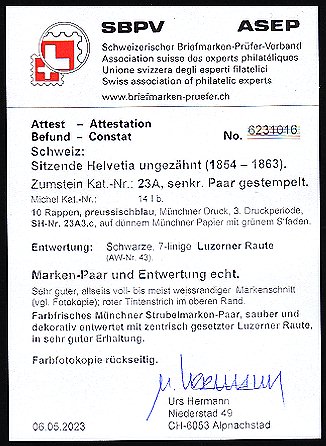 SBPV ASEP
Schweizerischer Briefmarken-Prüfer-Verband
Association suisse des experts philatéliques
Unione svizzera degli esperti filatelici
Swiss association of philatelic experts
www.briefmarken-pruefer.ch
Attest - Attestation
Befund - Constat No. 6231016
Schweiz:
Sitzende Helvetia ungezähnt (1854 – 1863).
Zumstein Kat.-Nr.: 23A, senkr. Paar gestempelt.
Michel Kat.-Nr.: 14 I b.
10 Rappen, preussischblau, Münchner Druck, 3. Druckperiode,
SH-Nr. 23A3.c, auf dünnem Münchner Papier mit grünem Sfaden.
Entwertung: Schwarze, 7-linige Luzerner Raute
(AW-Nr. 43).
Marken-Paar und Entwertung echt.
Sehr guter, allseits voll- bis meist weissrandiger Markenschnitt
(vgl. Fotokopie); roter Tintenstrich im oberen Rand.
Farbfrisches Münchner Strubelmarken-Paar, sauber und
dekorativ entwertet mit zentrisch gesetzter Luzerner Raute,
in sehr guter Erhaltung.
Farbfotokopie rückseitig.
Urs Hermann
Niederstad 49
06.06.2023 CH-6053 Alpnachstad